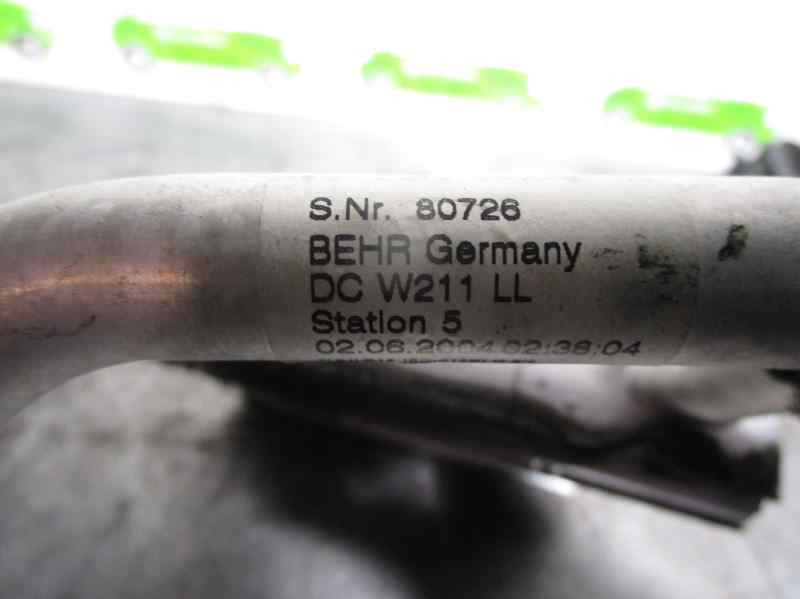 S.Nr. 80726
BEHR Germany
DC W211 LL
Station 5
02.06.2004 02:38:04